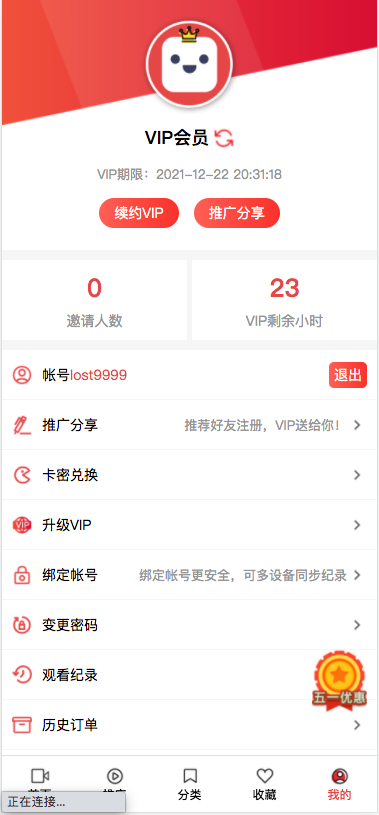 VIP会员
VIP期限：2021-12-22 20:31:18
续约VIP 推广分享
0 23
邀请人数 VIP剩余小时
帐号lost9999 退出
推广分享 推荐好友注册，VIP送给你！
卡密兑换
VIP 升级VIP
绑定帐号 绑定帐号更安全，可多设备同步纪录
变更密码
观看纪录
五一优惠
历史订单
分类 收藏 我的
正在连接...